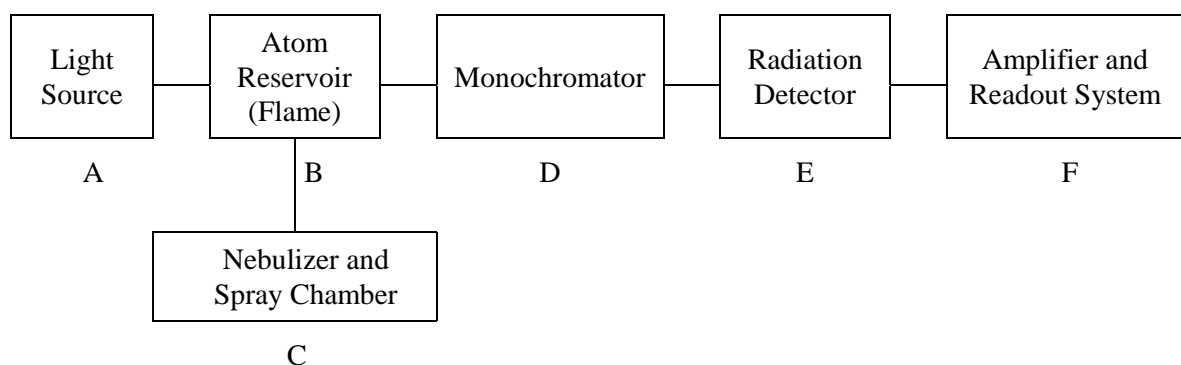 Light
Source
Atom
Reservoir
(Flame)
Monochromator
Radiation
Detector
Amplifier and
Readout System
A
B
D
E
F
Nebulizer and
Spray Chamber
C